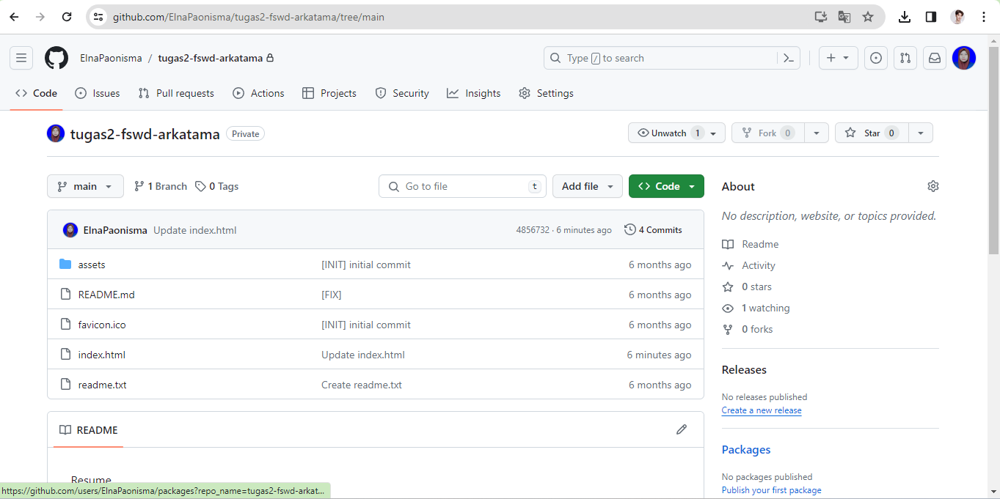 github.com/ElnaPaonisma/tugas2-fswd-arkatama/tree/main
ElnaPaonisma / tugas2-fswd-arkatama
Type / to search
Code Issues Pull requests Actions Projects Security Insights Settings
tugas2-fswd-arkatama Private
Unwatch 1 Fork 0 Star 0
main 1 Branch 0 Tags Go to file t Add file Code
ElnaPaonisma Update index.html 4856732 · 6 minutes ago 4 Commits
assets [INIT] initial commit 6 months ago
README.md [FIX] 6 months ago
favicon.ico [INIT] initial commit 6 months ago
index.html Update index.html 6 minutes ago
readme.txt Create readme.txt 6 months ago
README
Resume
About
No description, website, or topics provided.
Readme
Activity
0 stars
1 watching
0 forks
Releases
No releases published
Create a new release
Packages
No packages published
Publish your first package
https://github.com/users/ElnaPaonisma/packages?repo_name=tugas2-fswd-arkat...